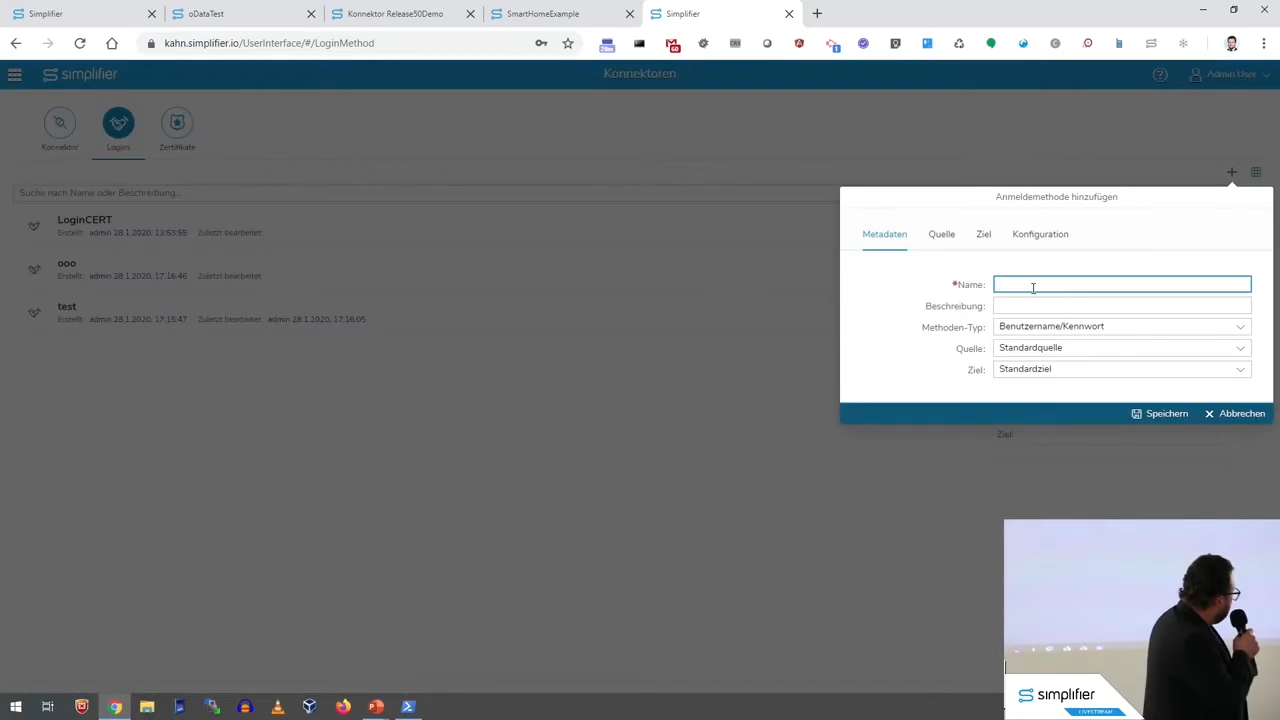 Simplifier
oDataTest
Konnektor Release50Demo
SmartHomeExample
Simplifier
kahn.simplifier.io/UserInterface/#/LoginMethod
simplifier
Konnektoren
Admin User
Konnektor
Logins
Zertifikate
Suche nach Name oder Beschreibung...
LoginCERT
Erstellt: admin 28.1.2020, 13:53:55 Zuletzt bearbeitet:
ooo
Erstellt: admin 28.1.2020, 17:16:46 Zuletzt bearbeitet:
test
Erstellt: admin 28.1.2020, 17:15:47 Zuletzt bearbeitet: admin 28.1.2020, 17:16:05
Anmeldemethode hinzufügen
Metadaten Quelle Ziel Konfiguration
*Name:
Beschreibung:
Methoden-Typ: Benutzername/Kennwort
Quelle: Standardquelle
Ziel: Standardziel
Speichern Abbrechen
Ziel:
simplifier
LIVESTREAM